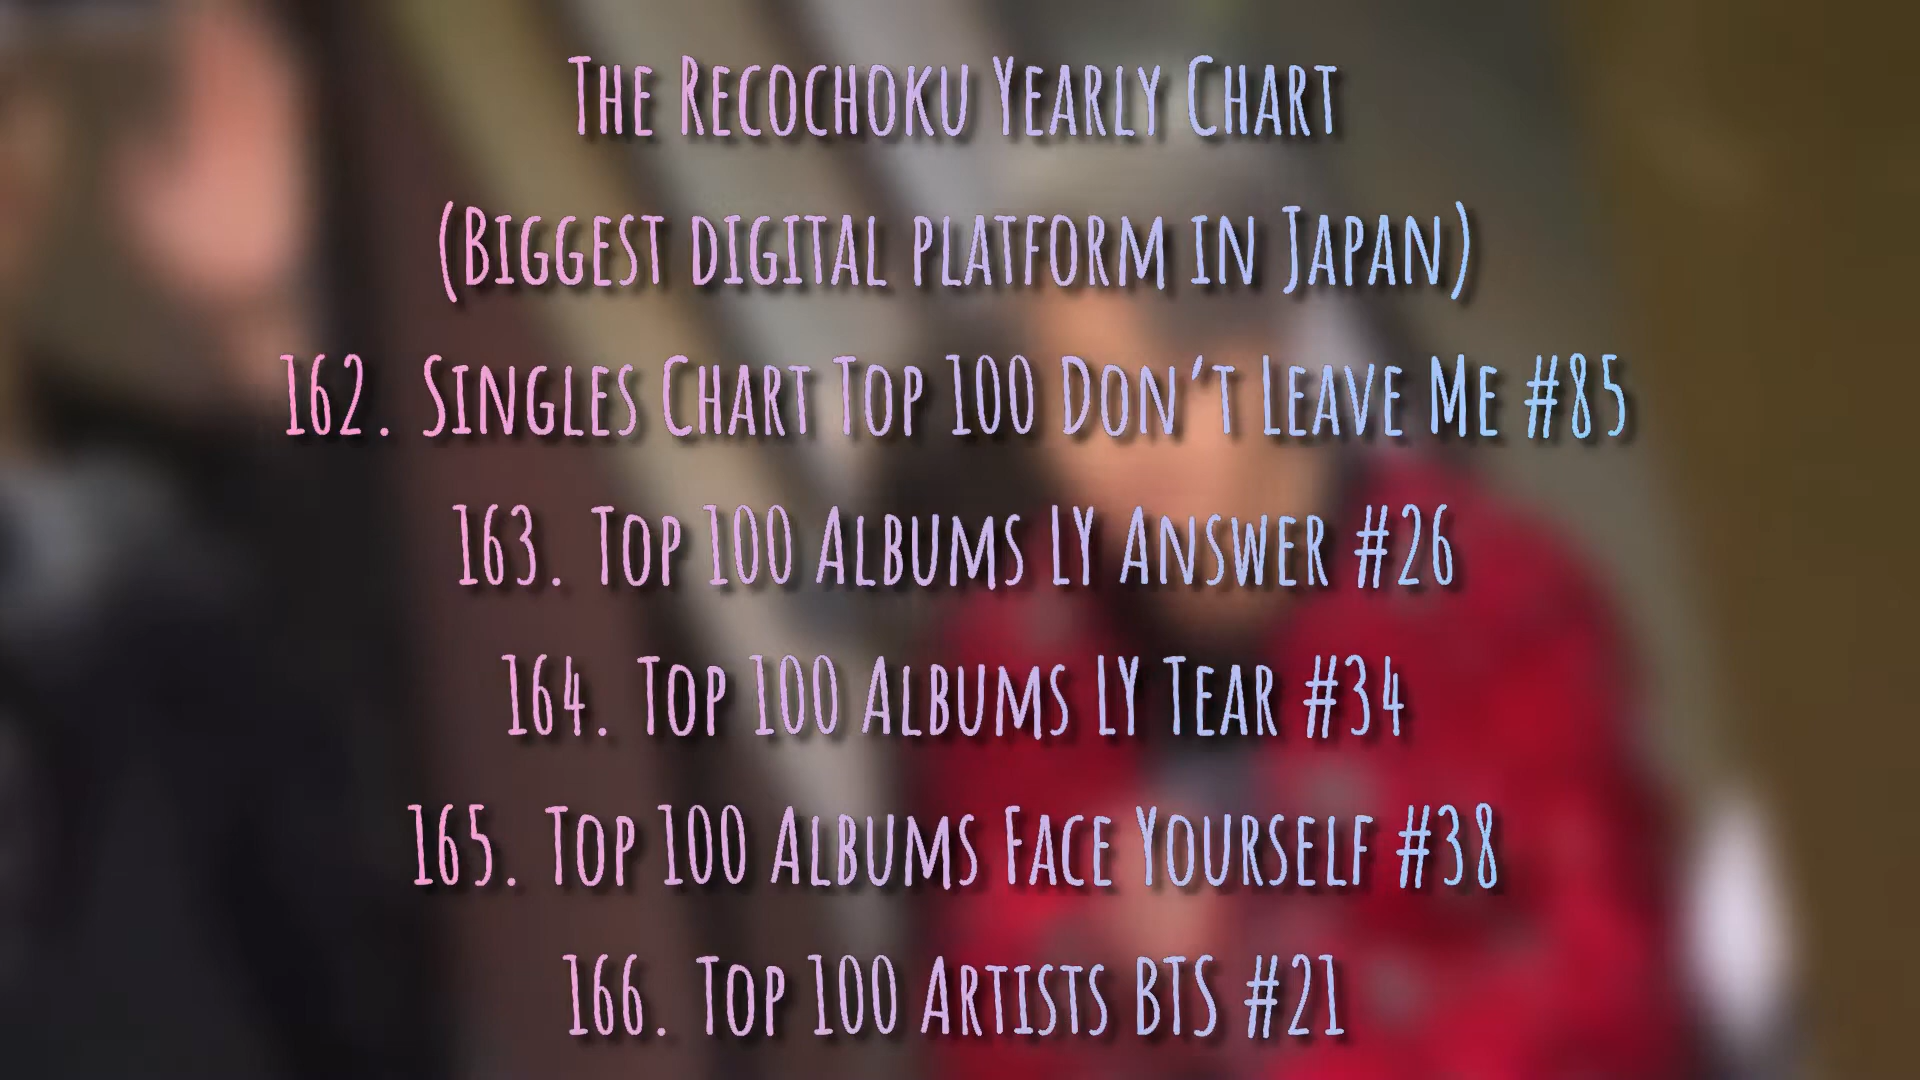 The Recochoku Yearly Chart
(Biggest digital platform in Japan)
162. Singles Chart Top 100 Don't Leave Me #85
163. Top 100 Albums LY Answer #26
164. Top 100 Albums LY Tear #34
165. Top 100 Albums Face Yourself #38
166. Top 100 Artists BTS #21